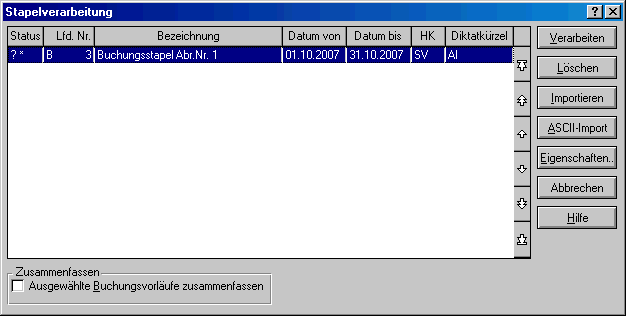 Stapelverarbeitung
Status Lfd. Nr. Bezeichnung Datum von Datum bis HK Diktatkürzel
? * B 3 Buchungsstapel Abr.Nr. 1 01.10.2007 31.10.2007 SV AI
Verarbeiten
Löschen
Importieren
ASCII-Import
Eigenschaften..
Abbrechen
Hilfe
Zusammenfassen
Ausgewählte Buchungsvorläufe zusammenfassen